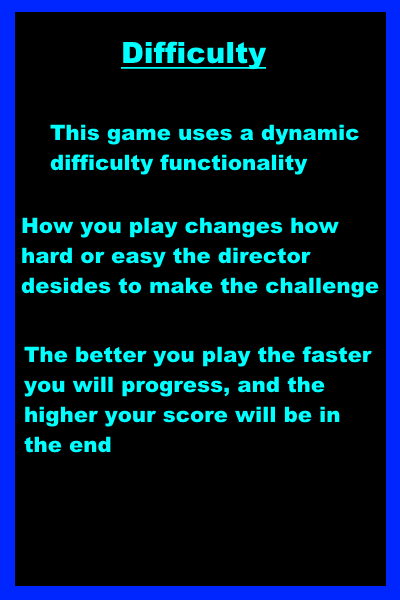 Difficulty
This game uses a dynamic
difficulty functionality
How you play changes how
hard or easy the director
desides to make the challenge
The better you play the faster
you will progress, and the
higher your score will be in
the end